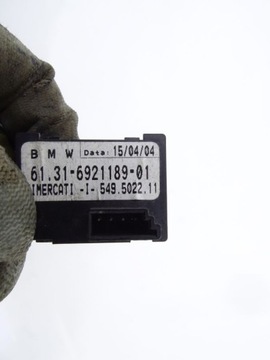 BMW Data: 15/04/04
61.31-6921189-01
IMERCATI -I- 549.5022.11